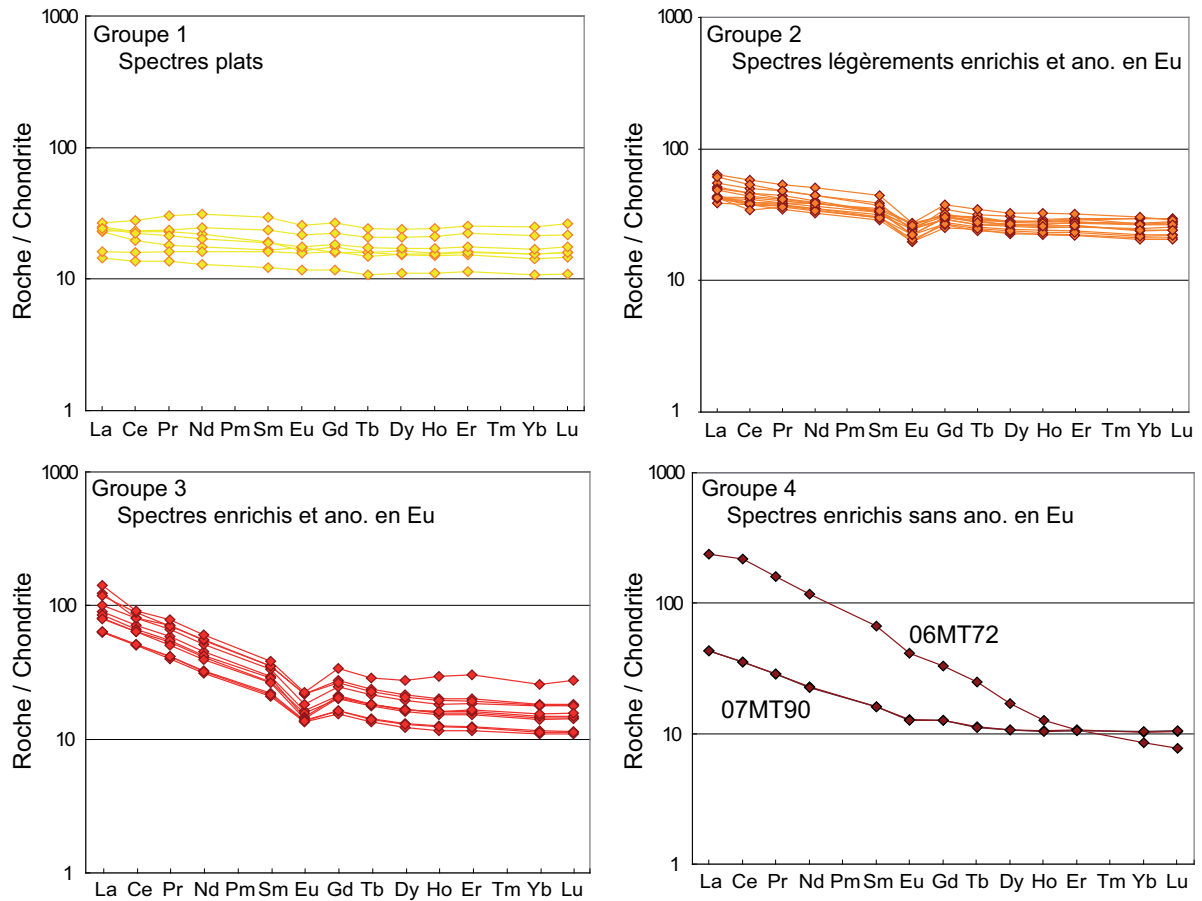 Groupe 1
Spectres plats
Roche / Chondrite
1000
100
10
1
La Ce Pr Nd Pm Sm Eu Gd Tb Dy Ho Er Tm Yb Lu
Groupe 2
Spectres légèrements enrichis et ano. en Eu
Roche / Chondrite
1000
100
10
1
La Ce Pr Nd Pm Sm Eu Gd Tb Dy Ho Er Tm Yb Lu
Groupe 3
Spectres enrichis et ano. en Eu
Roche / Chondrite
1000
100
10
1
La Ce Pr Nd Pm Sm Eu Gd Tb Dy Ho Er Tm Yb Lu
Groupe 4
Spectres enrichis sans ano. en Eu
Roche / Chondrite
1000
100
10
1
06MT72
07MT90
La Ce Pr Nd Pm Sm Eu Gd Tb Dy Ho Er Tm Yb Lu